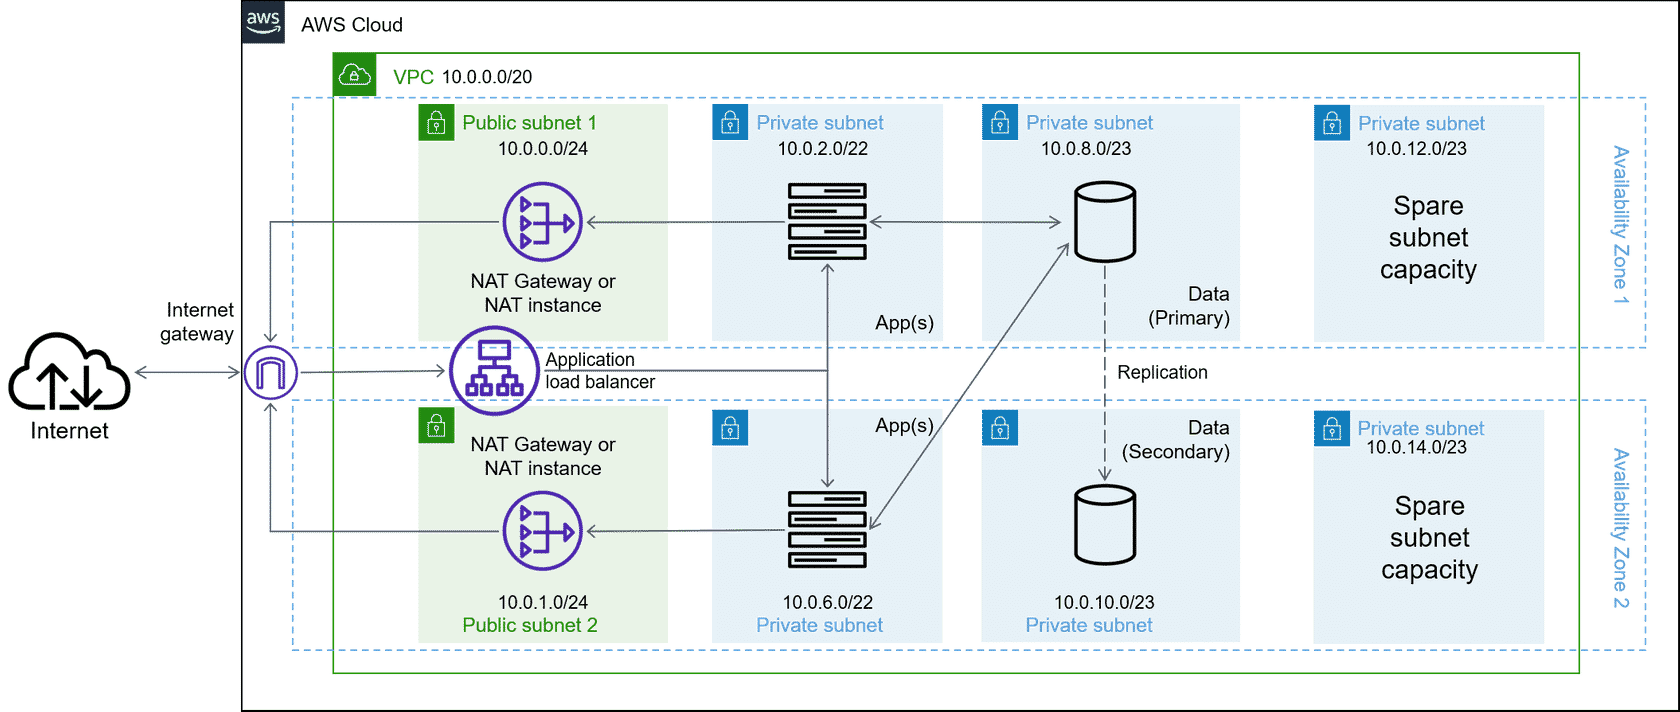 aws
AWS Cloud
VPC 10.0.0.0/20
Public subnet 1
10.0.0.0/24
NAT Gateway or
NAT instance
Private subnet
10.0.2.0/22
App(s)
Private subnet
10.0.8.0/23
Data
(Primary)
Private subnet
10.0.12.0/23
Spare
subnet
capacity
Availability Zone 1
Internet
gateway
Internet
Application
load balancer
Replication
NAT Gateway or
NAT instance
10.0.1.0/24
Public subnet 2
App(s)
10.0.6.0/22
Private subnet
Data
(Secondary)
10.0.10.0/23
Private subnet
Private subnet
10.0.14.0/23
Spare
subnet
capacity
Availability Zone 2